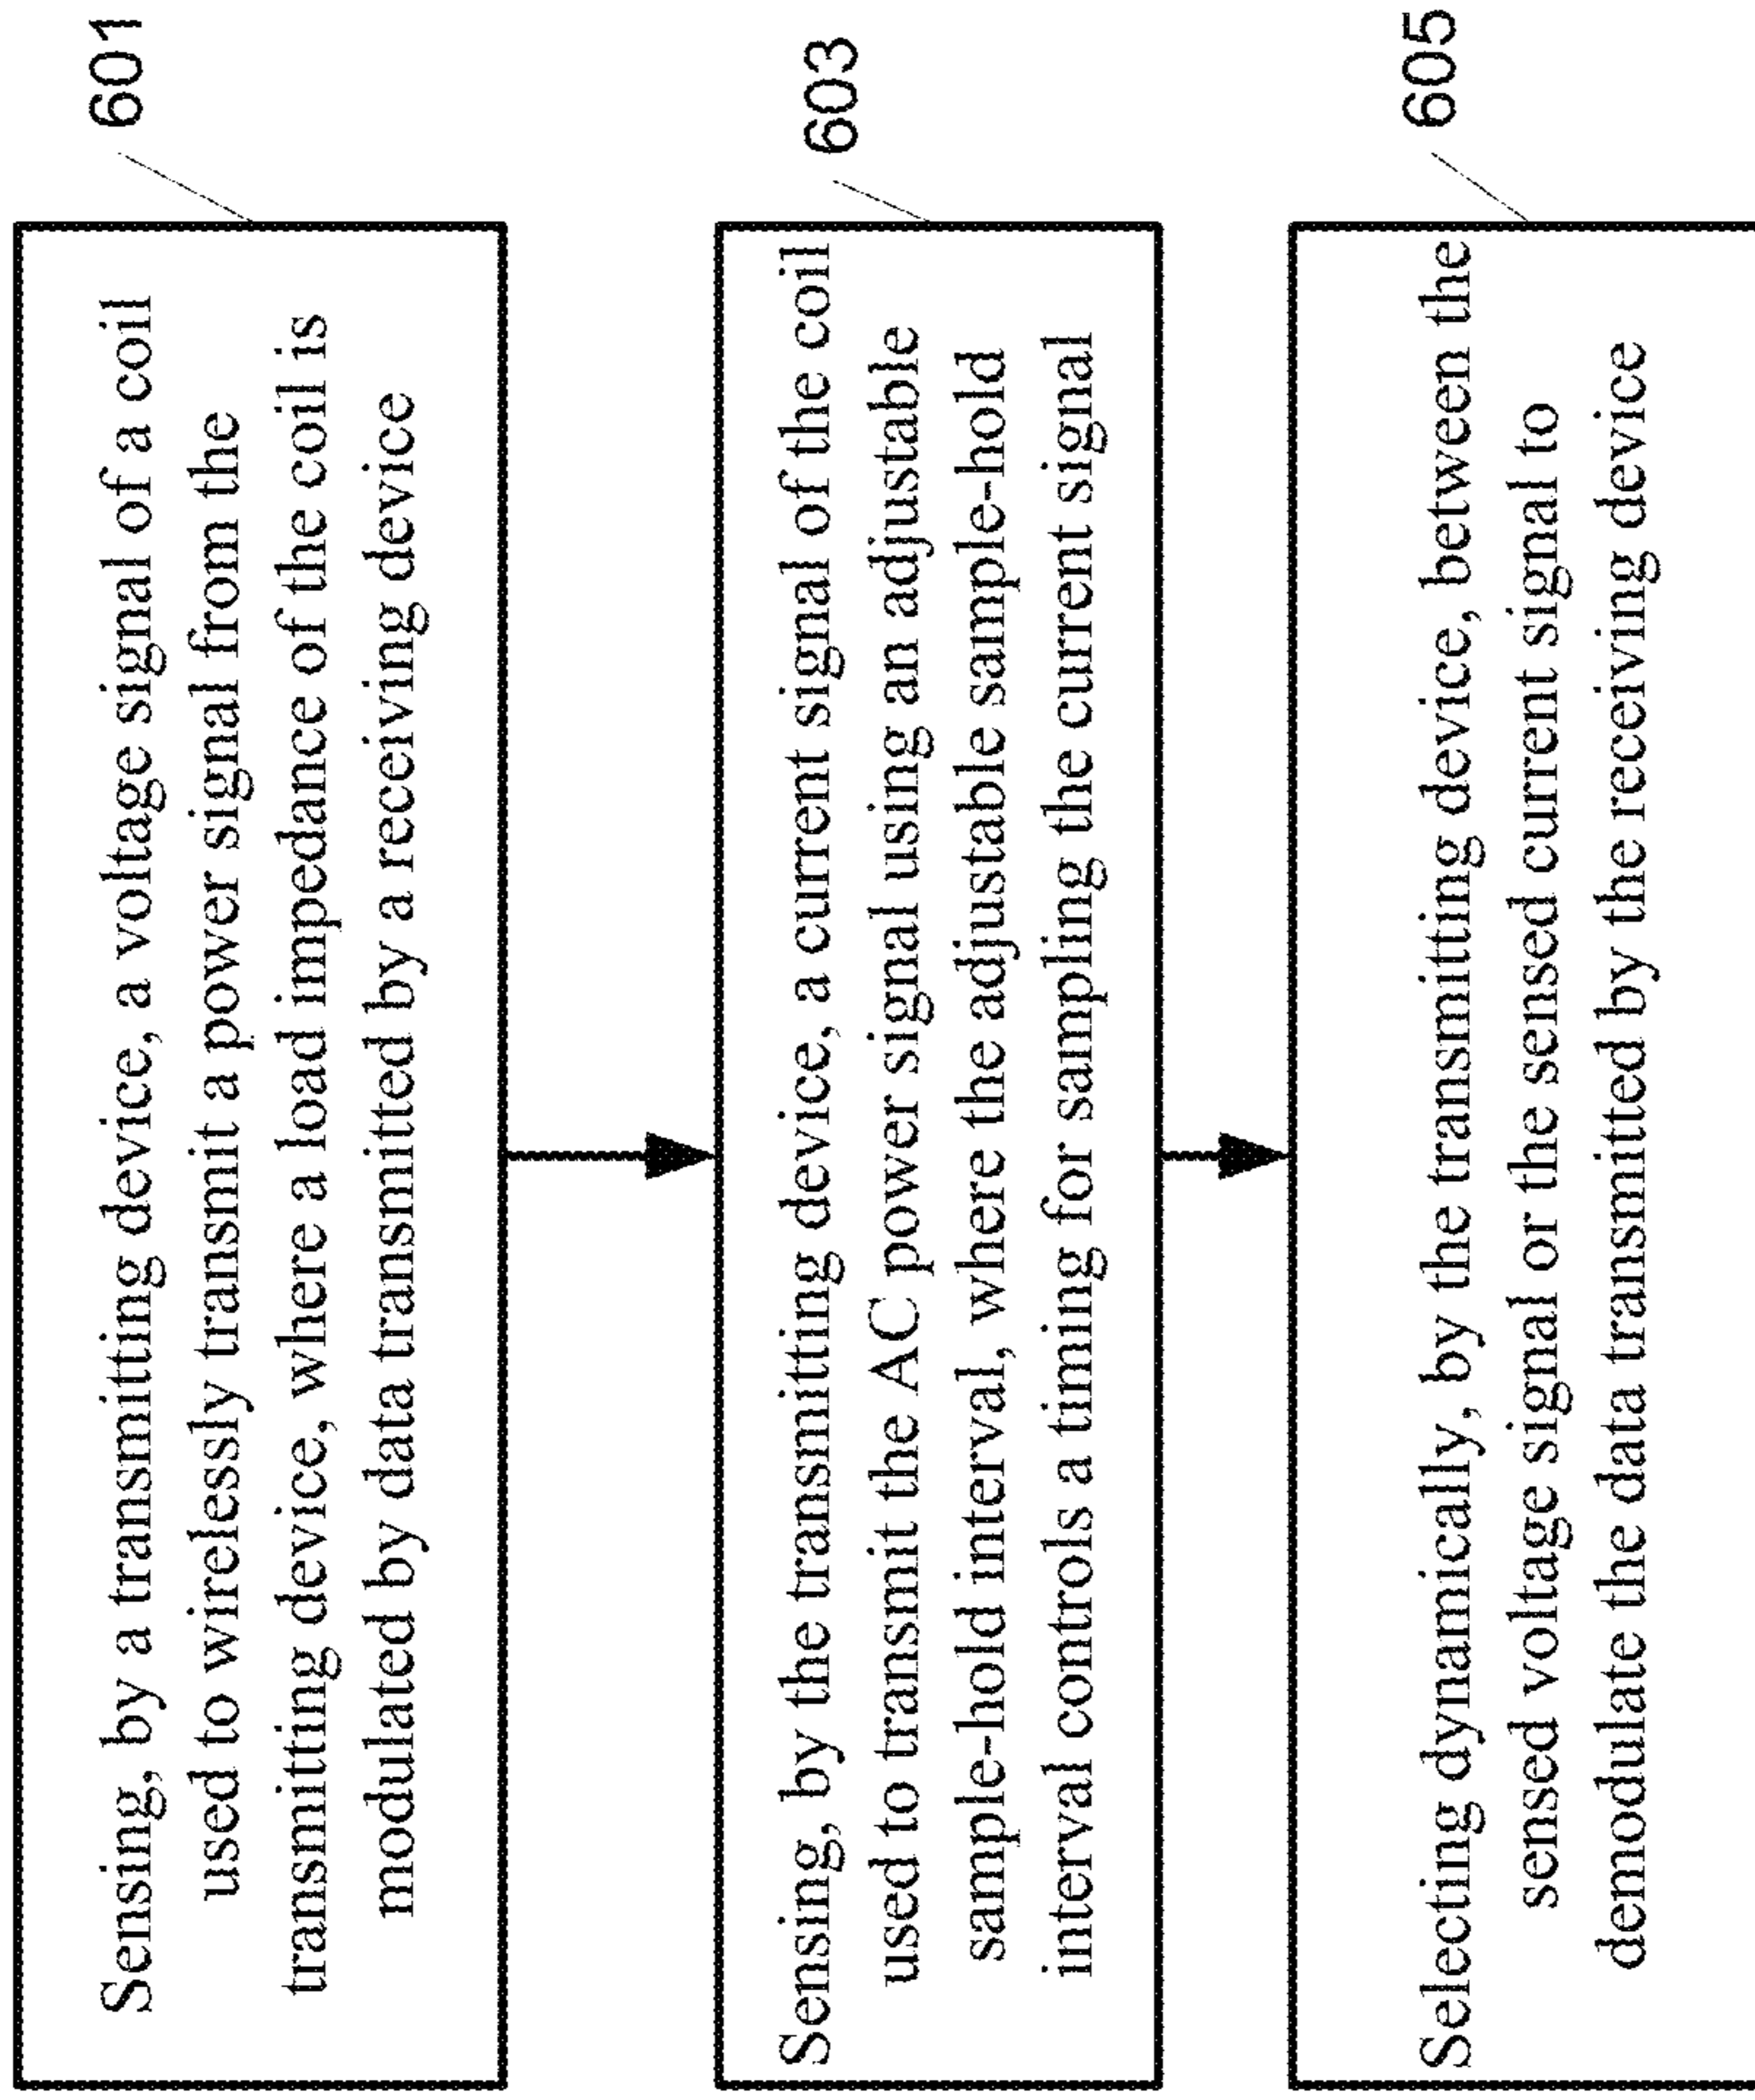 Sensing, by a transmitting device, a voltage signal of a coil
used to wirelessly transmit a power signal from the
transmitting device, where a load impedance of the coil is
modulated by data transmitted by a receiving device
601
Sensing, by the transmitting device, a current signal of the coil
used to transmit the AC power signal using an adjustable
sample-hold interval, where the adjustable sample-hold
interval controls a timing for sampling the current signal
603
Selecting dynamically, by the transmitting device, between the
sensed voltage signal or the sensed current signal to
demodulate the data transmitted by the receiving device
605